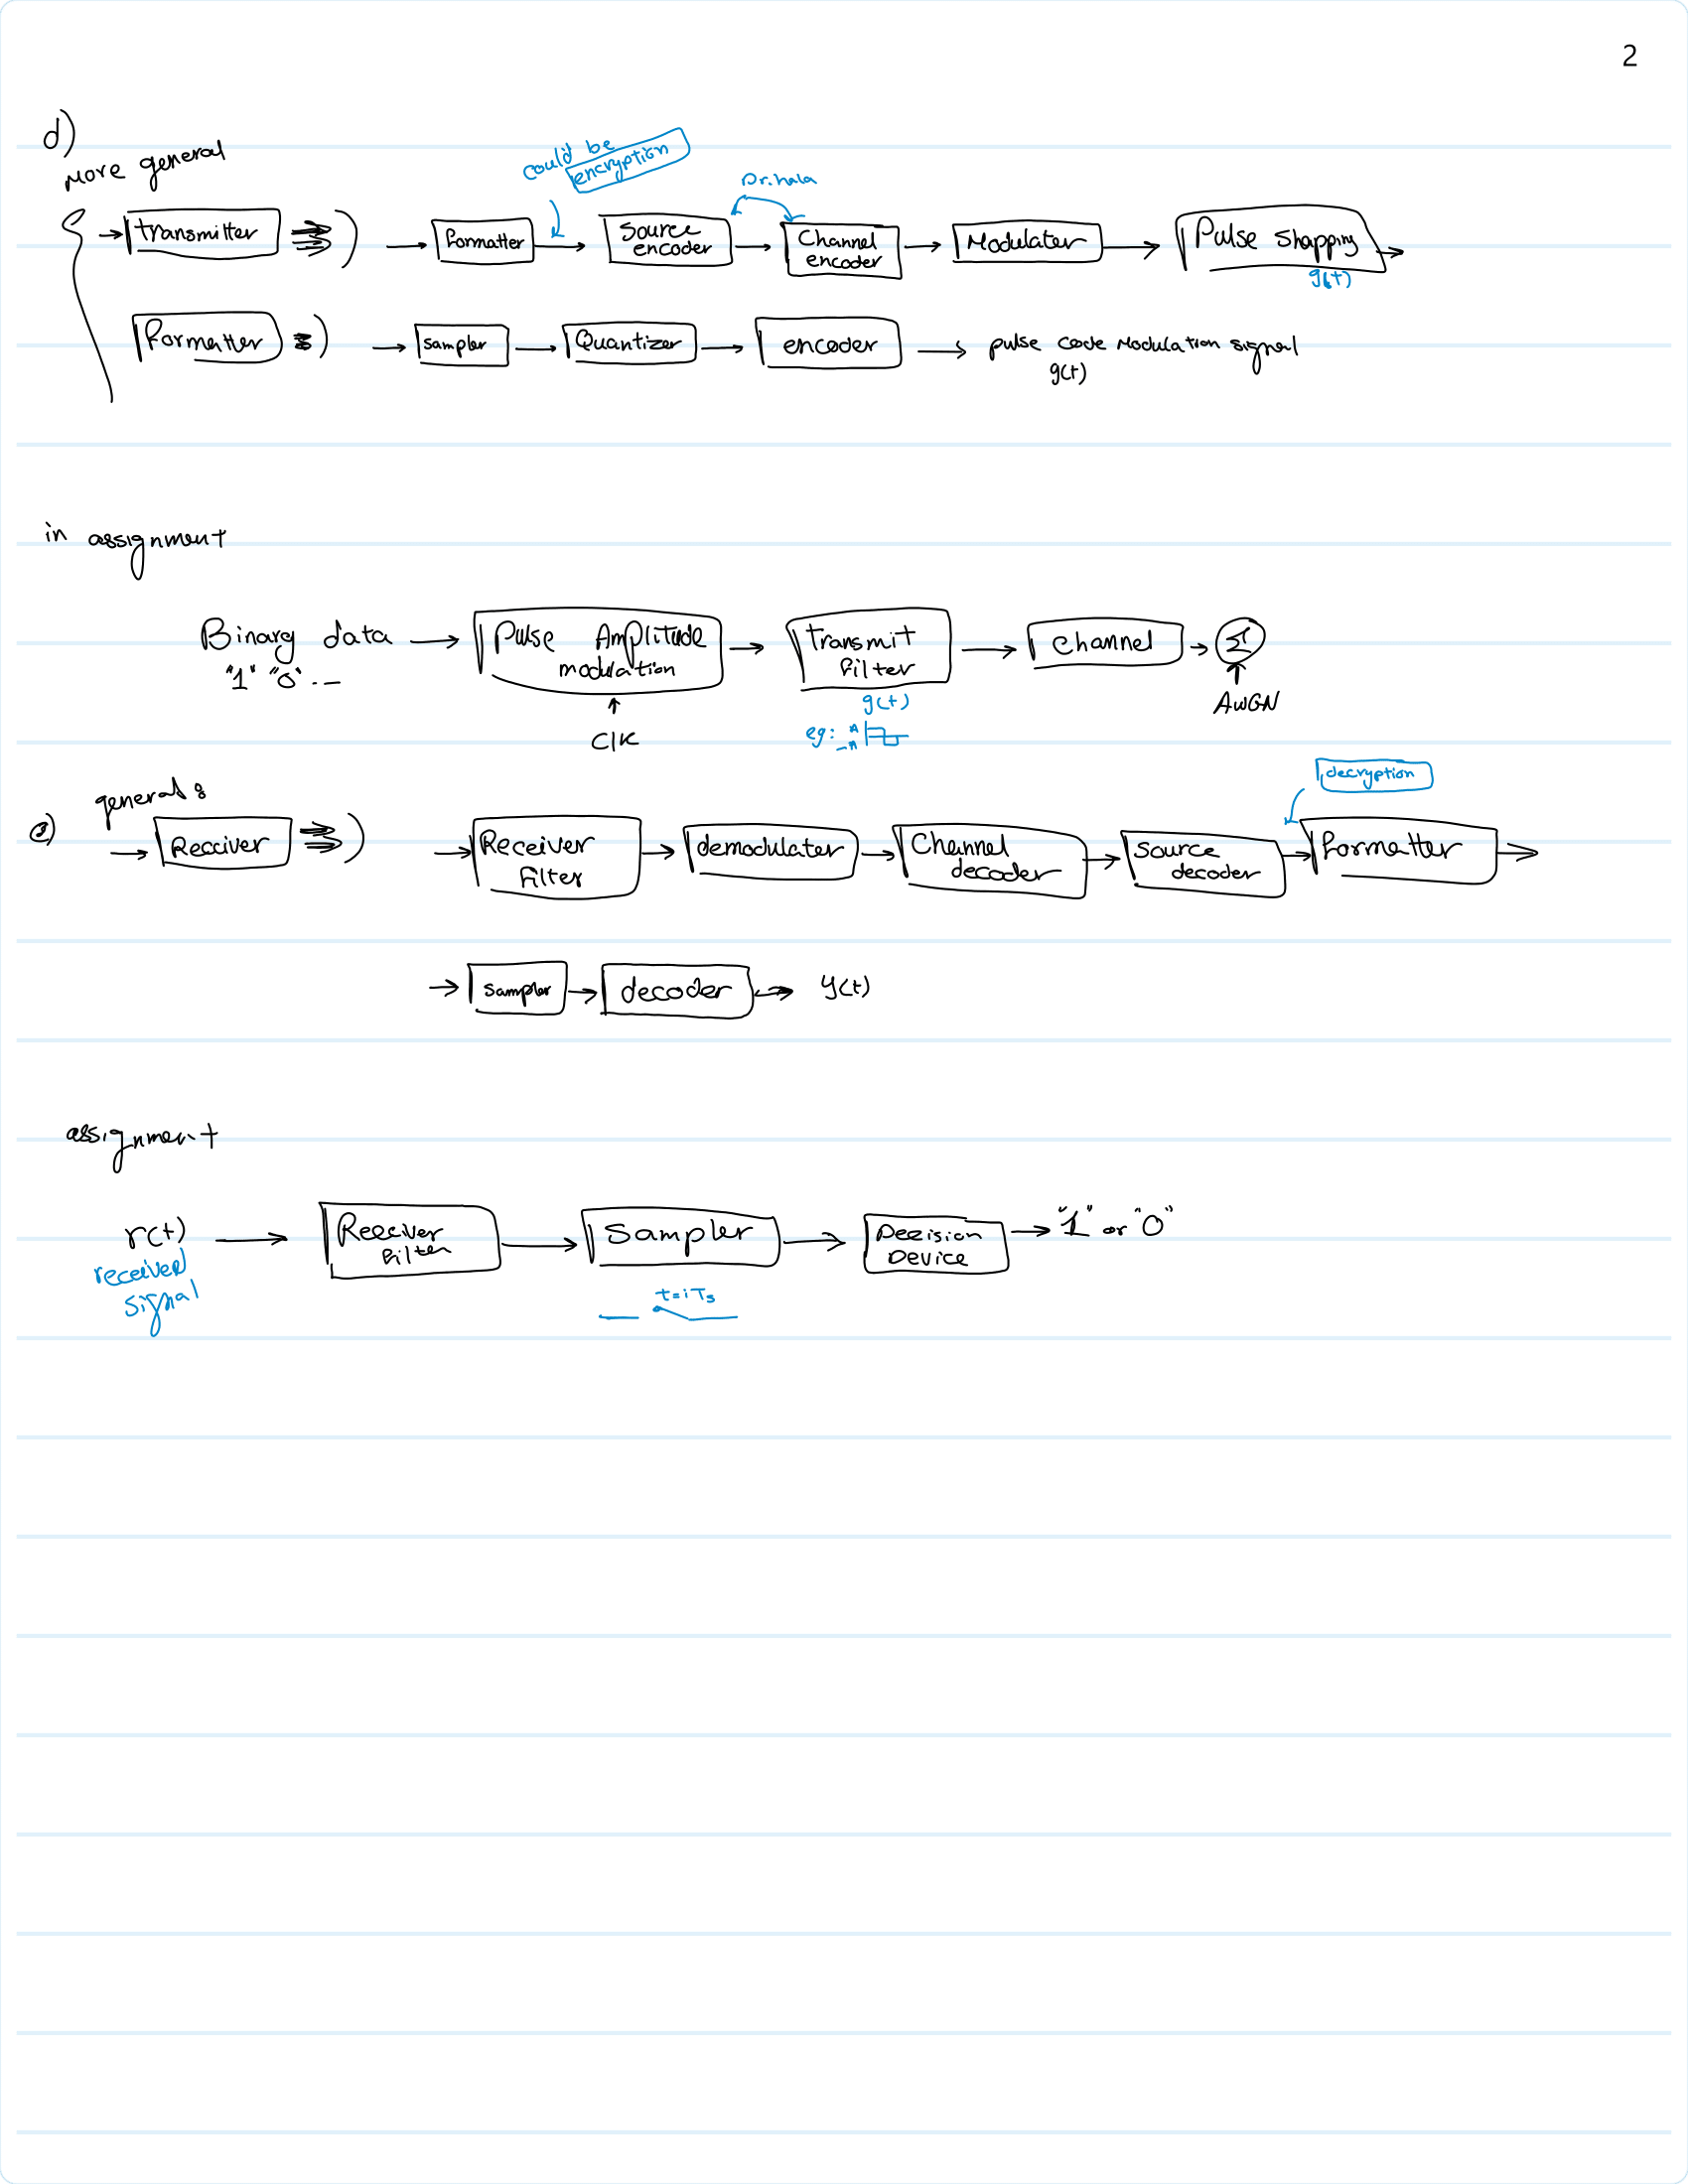 2
d)
More general
could be
encryption
Dr.hala
transmitter
formatter
Source
encoder
Channel
encoder
Modulater
Pulse Shapping
g(t)
formatter
sampler
Quantizer
encoder
pulse code modulation signal
g(t)
in assignment
Binary data
"1" "0" ...
Pulse Amplitude
modulation
Clk
transmit
filter
g(t)
eg: A
-A
Channel
Σ
AWGN
general:
decryption
Receiver
Receiver
filter
demodulater
Channel
decoder
source
decoder
formatter
sampler
decoder
y(t)
assignment
r(t)
received
signal
Receiver
filter
Sampler
t=iTs
Decision
Device
"1" or "0"